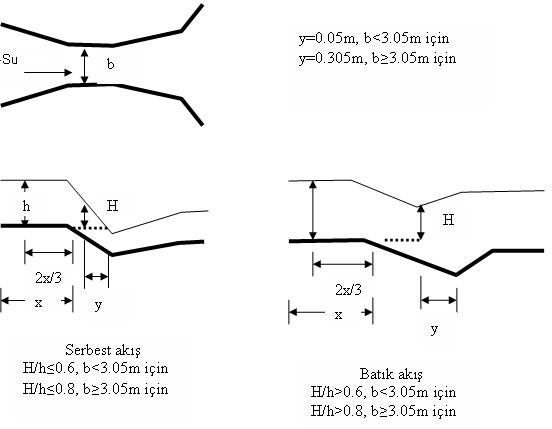 y=0.05m, b<3.05m için
y=0.305m, b≥3.05m için
Su
b
h
H
2x/3
x
y
Serbest akış
H/h≤0.6, b<3.05m için
H/h≤0.8, b≥3.05m için
H
2x/3
x
y
Batık akış
H/h>0.6, b<3.05m için
H/h>0.8, b≥3.05m için